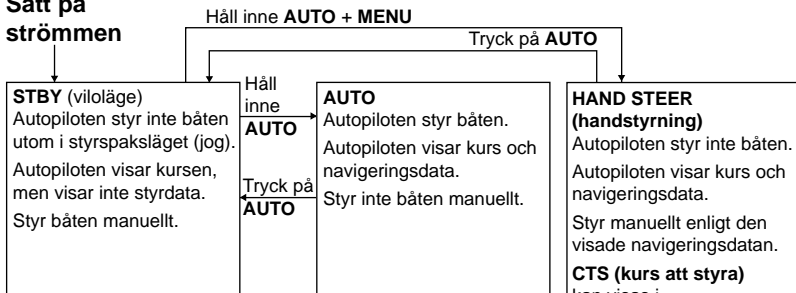 Sätt på
strömmen
Håll inne AUTO + MENU
Tryck på AUTO
STBY (viloläge)
Autopiloten styr inte båten
utom i styrspaksläget (jog).
Autopiloten visar kursen,
men visar inte styrdata.
Styr båten manuellt.
Håll
inne
AUTO
Tryck på
AUTO
AUTO
Autopiloten styr båten.
Autopiloten visar kurs och
navigeringsdata.
Styr inte båten manuellt.
HAND STEER
(handstyrning)
Autopiloten styr inte båten.
Autopiloten visar kurs och
navigeringsdata.
Styr manuellt enligt den
visade navigeringsdatan.
CTS (kurs att styra)
kan visas i